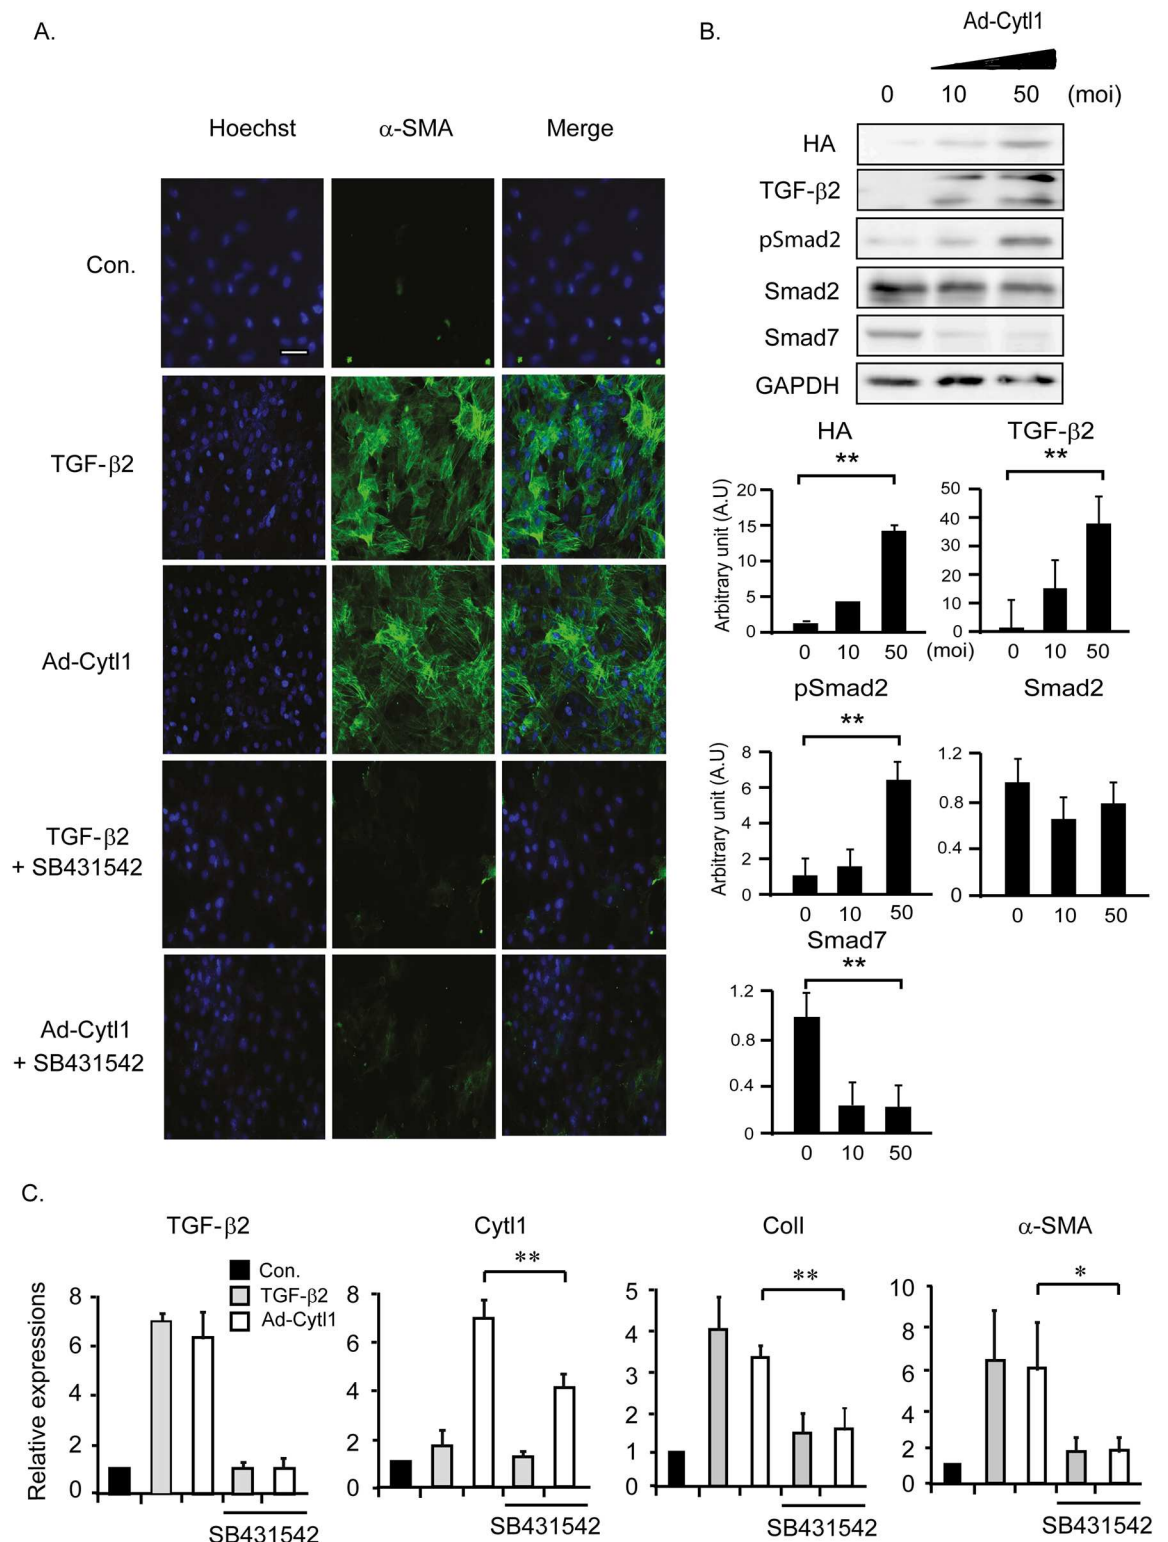 A.
Hoechst α-SMA Merge
Con.
TGF-β2
Ad-Cytl1
TGF-β2
+ SB431542
Ad-Cytl1
+ SB431542
B.
Ad-Cytl1
0 10 50 (moi)
HA
TGF-β2
pSmad2
Smad2
Smad7
GAPDH
HA
**
Arbitrary unit (A.U)
20
15
10
5
0
0 10 50 (moi)
TGF-β2
**
50
40
30
20
10
0
0 10 50
pSmad2
**
Arbitrary unit (A.U)
8
6
4
2
0
0 10 50
Smad2
1.2
0.8
0.4
0
0 10 50
Smad7
**
1.2
0.8
0.4
0
0 10 50
C.
TGF-β2
Con.
TGF-β2
Ad-Cytl1
Relative expressions
8
6
4
2
0
SB431542
Cytl1
**
8
6
4
2
0
SB431542
ColI
**
5
4
3
2
1
0
SB431542
α-SMA
*
10
8
6
4
2
0
SB431542